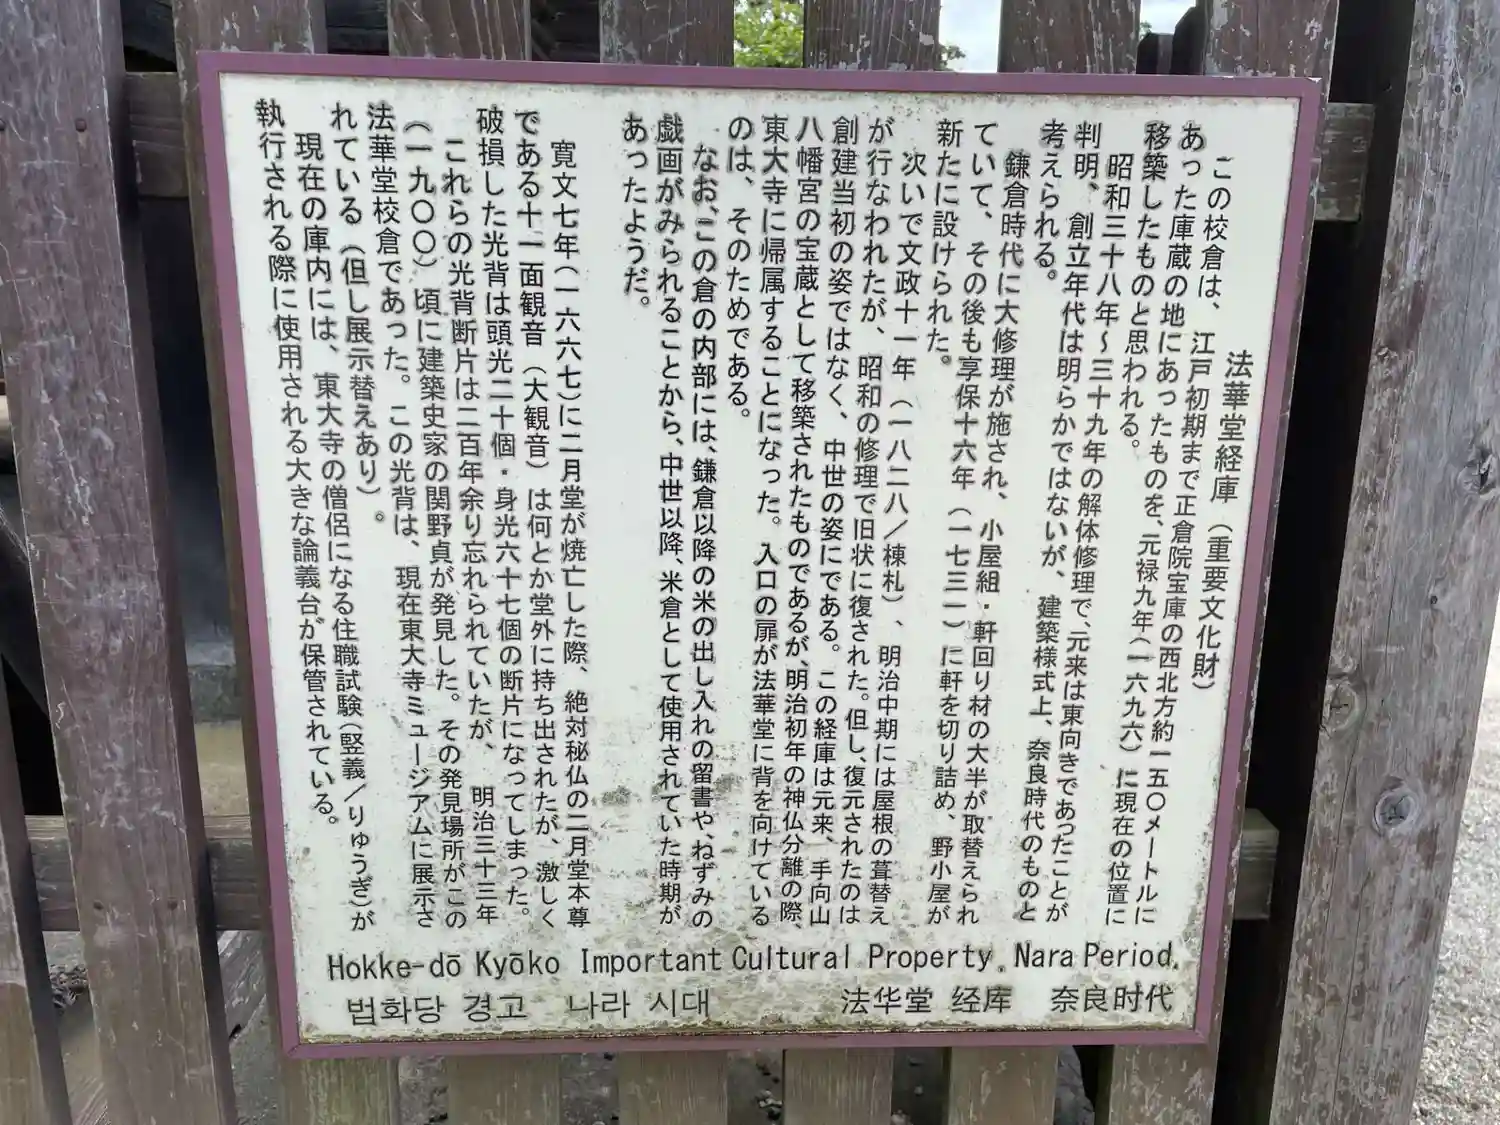 法華堂経庫（重要文化財）
この校倉は、江戸初期まで正倉院宝庫の西北方約一五〇メートルに
あった庫蔵の地にあったものを、元禄九年（一六九六）に現在の位置に
移築したものと思われる。
昭和三十八年～三十九年の解体修理で、元来は東向きであったことが
判明、創立年代は明らかではないが、建築様式上、奈良時代のものと
考えられる。
鎌倉時代に大修理が施され、小屋組・軒回り材の大半が取替えられ
ていて、その後も享保十六年（一七三一）に軒を切り詰め、野小屋が
新たに設けられた。
次いで文政十一年（一八二八／棟札）、明治中期には屋根の葺替え
が行なわれたが、昭和の修理で旧状に復された。但し、復元されたのは
創建当初の姿ではなく、中世の姿にである。この経庫は元来、手向山
八幡宮の宝蔵として移築されたものであるが、明治初年の神仏分離の際、
東大寺に帰属することになった。入口の扉が法華堂に背を向けている
のは、そのためである。
なお、この倉の内部には、鎌倉以降の米の出し入れの留書や、ねずみの
戯画がみられることから、中世以降、米倉として使用されていた時期が
あったようだ。
寛文七年（一六六七）に二月堂が焼亡した際、絶対秘仏の二月堂本尊
である十一面観音（大観音）は何とか堂外に持ち出されたが、激しく
破損した光背は頭光二十個・身光六十七個の断片になってしまった。
これらの光背断片は二百年余り忘れられていたが、明治三十三年
（一九〇〇）頃に建築史家の関野貞が発見した。その発見場所がこの
法華堂校倉であった。この光背は、現在東大寺ミュージアムに展示さ
れている（但し展示替えあり）。
現在の庫内には、東大寺の僧侶になる住職試験（竪義／りゅうぎ）が
執行される際に使用される大きな論義台が保管されている。
Hokke-dō Kyōko Important Cultural Property. Nara Period.
법화당 경고 나라 시대 法华堂 经库 奈良时代